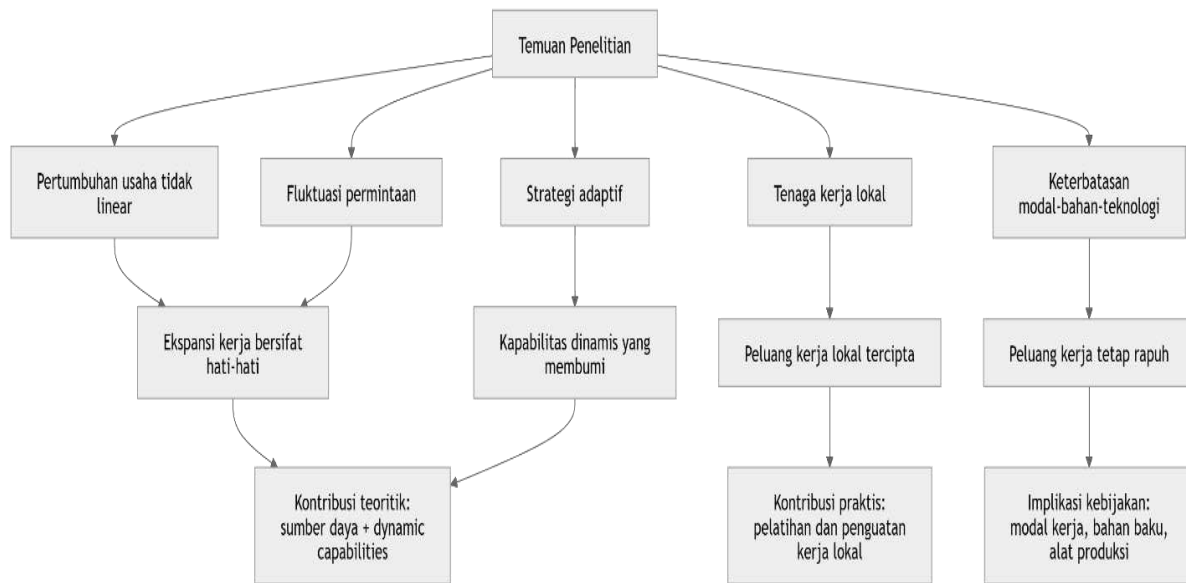 Temuan Penelitian
Pertumbuhan usaha tidak
linear
Fluktuasi permintaan
Strategi adaptif
Tenaga kerja lokal
Keterbatasan
modal-bahan-teknologi
Ekspansi kerja bersifat
hati-hati
Kapabilitas dinamis yang
membumi
Peluang kerja lokal tercipta
Peluang kerja tetap rapuh
Kontribusi teoritik:
sumber daya + dynamic
capabilities
Kontribusi praktis:
pelatihan dan penguatan
kerja lokal
Implikasi kebijakan:
modal kerja, bahan baku,
alat produksi